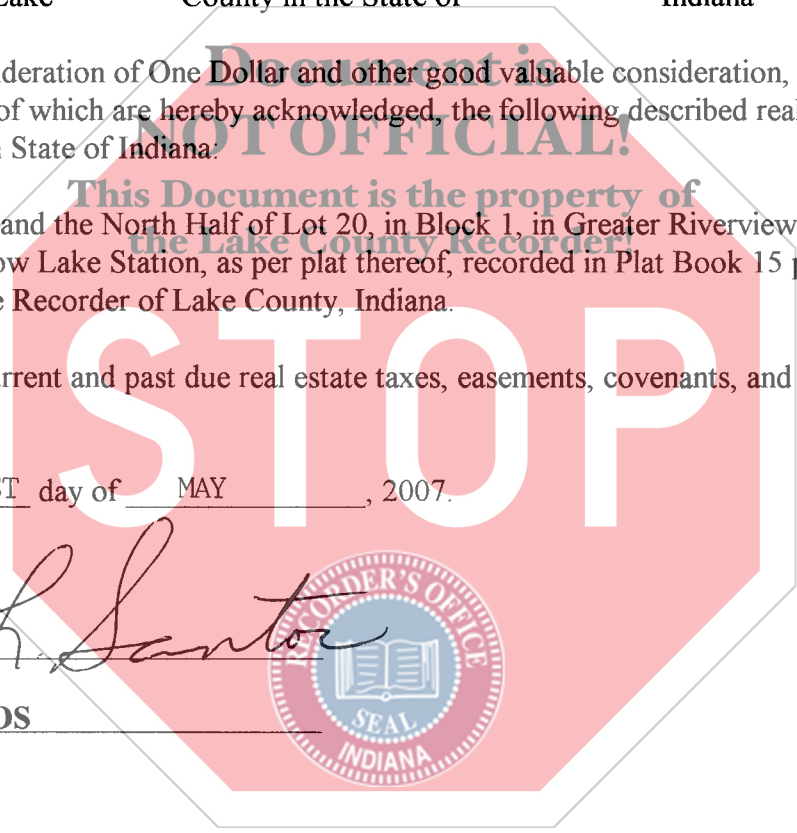 Lake County in the State of Indiana
Document is
ideration of One Dollar and other good valuable consideration,
of which are hereby acknowledged, the following described real
NOT OFFICIAL!
State of Indiana:
This Document is the property of
and the North Half of Lot 20, in Block 1, in Greater Riverview
the Lake County Recorder!
ow Lake Station, as per plat thereof, recorded in Plat Book 15 p
e Recorder of Lake County, Indiana.
STOP
rrent and past due real estate taxes, easements, covenants, and
ST day of MAY, 2007.
R. Santos
OS
RECORDER'S OFFICE
SEAL
INDIANA